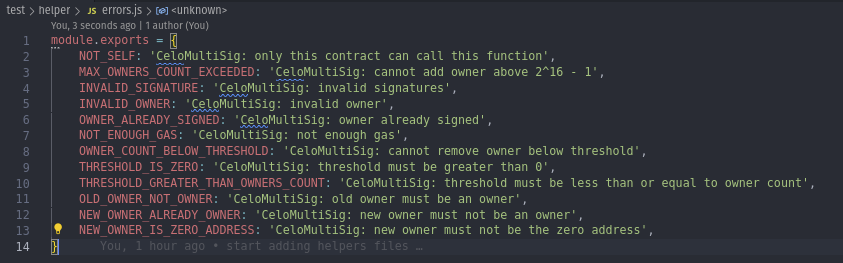 test > helper > JS errors.js > <unknown>
You, 3 seconds ago | 1 author (You)
1 module.exports = {
2 NOT_SELF: 'CeloMultiSig: only this contract can call this function',
3 MAX_OWNERS_COUNT_EXCEEDED: 'CeloMultiSig: cannot add owner above 2^16 - 1',
4 INVALID_SIGNATURE: 'CeloMultiSig: invalid signatures',
5 INVALID_OWNER: 'CeloMultiSig: invalid owner',
6 OWNER_ALREADY_SIGNED: 'CeloMultiSig: owner already signed',
7 NOT_ENOUGH_GAS: 'CeloMultiSig: not enough gas',
8 OWNER_COUNT_BELOW_THRESHOLD: 'CeloMultiSig: cannot remove owner below threshold',
9 THRESHOLD_IS_ZERO: 'CeloMultiSig: threshold must be greater than 0',
10 THRESHOLD_GREATER_THAN_OWNERS_COUNT: 'CeloMultiSig: threshold must be less than or equal to owner count',
11 OLD_OWNER_NOT_OWNER: 'CeloMultiSig: old owner must be an owner',
12 NEW_OWNER_ALREADY_OWNER: 'CeloMultiSig: new owner must not be an owner',
13 NEW_OWNER_IS_ZERO_ADDRESS: 'CeloMultiSig: new owner must not be the zero address',
14 } You, 1 hour ago • start adding helpers files …